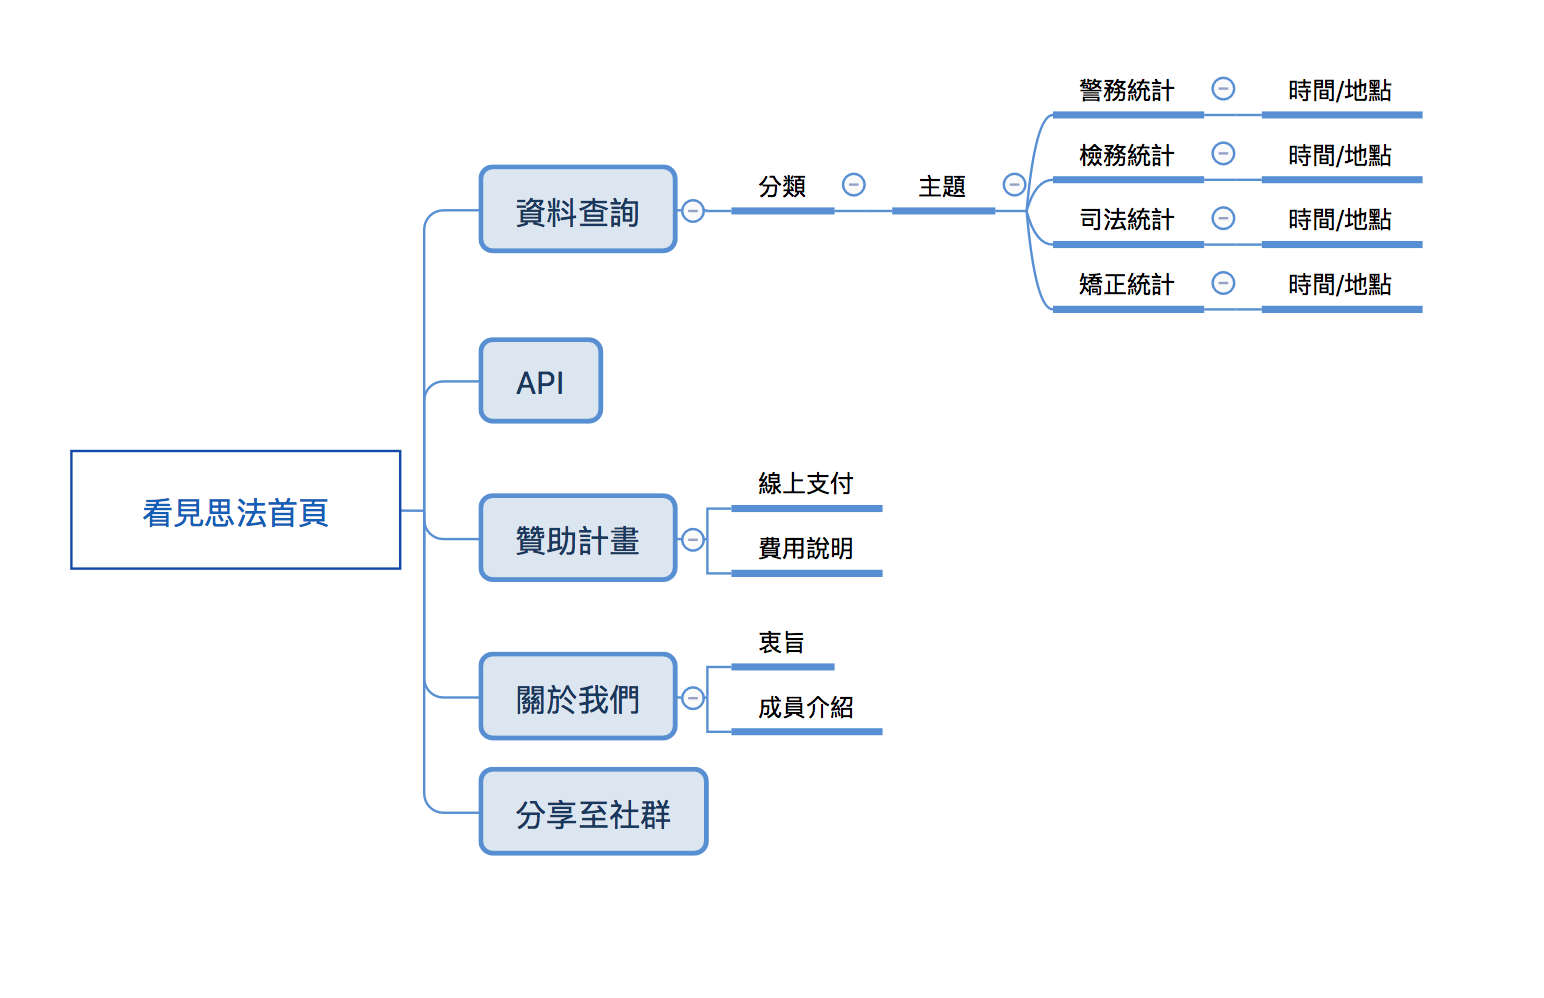 看見思法首頁
資料查詢
分類
主題
警務統計
時間/地點
檢務統計
時間/地點
司法統計
時間/地點
矯正統計
時間/地點
API
贊助計畫
線上支付
費用說明
關於我們
衷旨
成員介紹
分享至社群